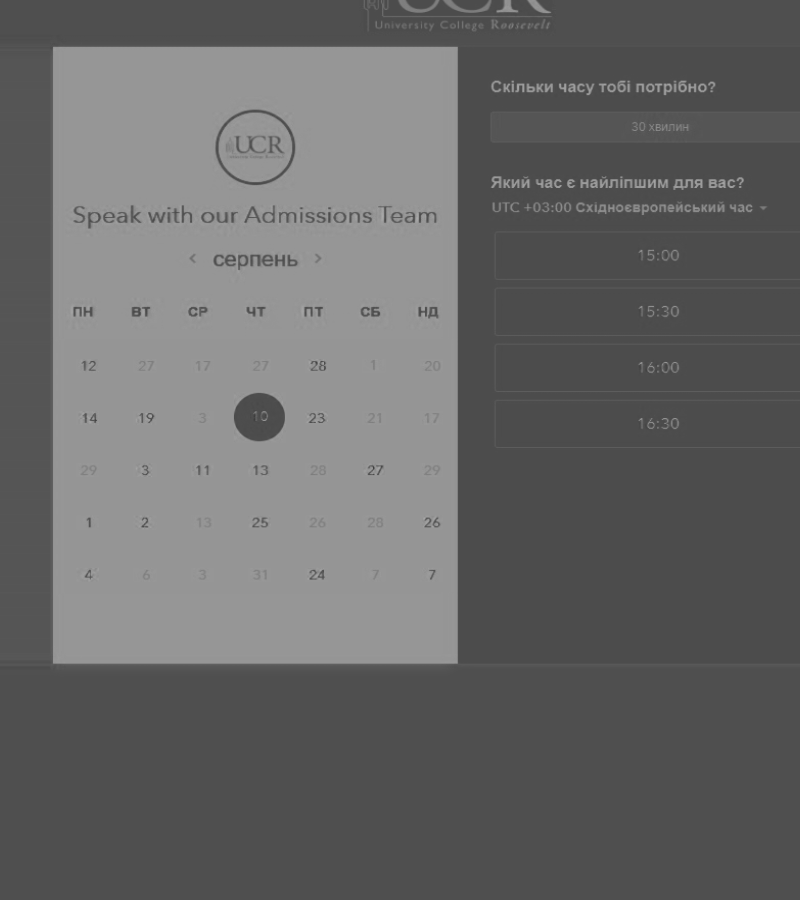 UCR
University College Roosevelt
UCR
Speak with our Admissions Team
серпень
ПН ВТ СР ЧТ ПТ СБ НД
12 27 17 27 28 1 20
14 19 3 10 23 21 17
29 3 11 13 28 27 29
1 2 13 25 26 28 26
4 6 3 31 24 7 7
Скільки часу тобі потрібно?
30 хвилин
Який час є найліпшим для вас?
UTC +03:00 Східноєвропейський час
15:00
15:30
16:00
16:30